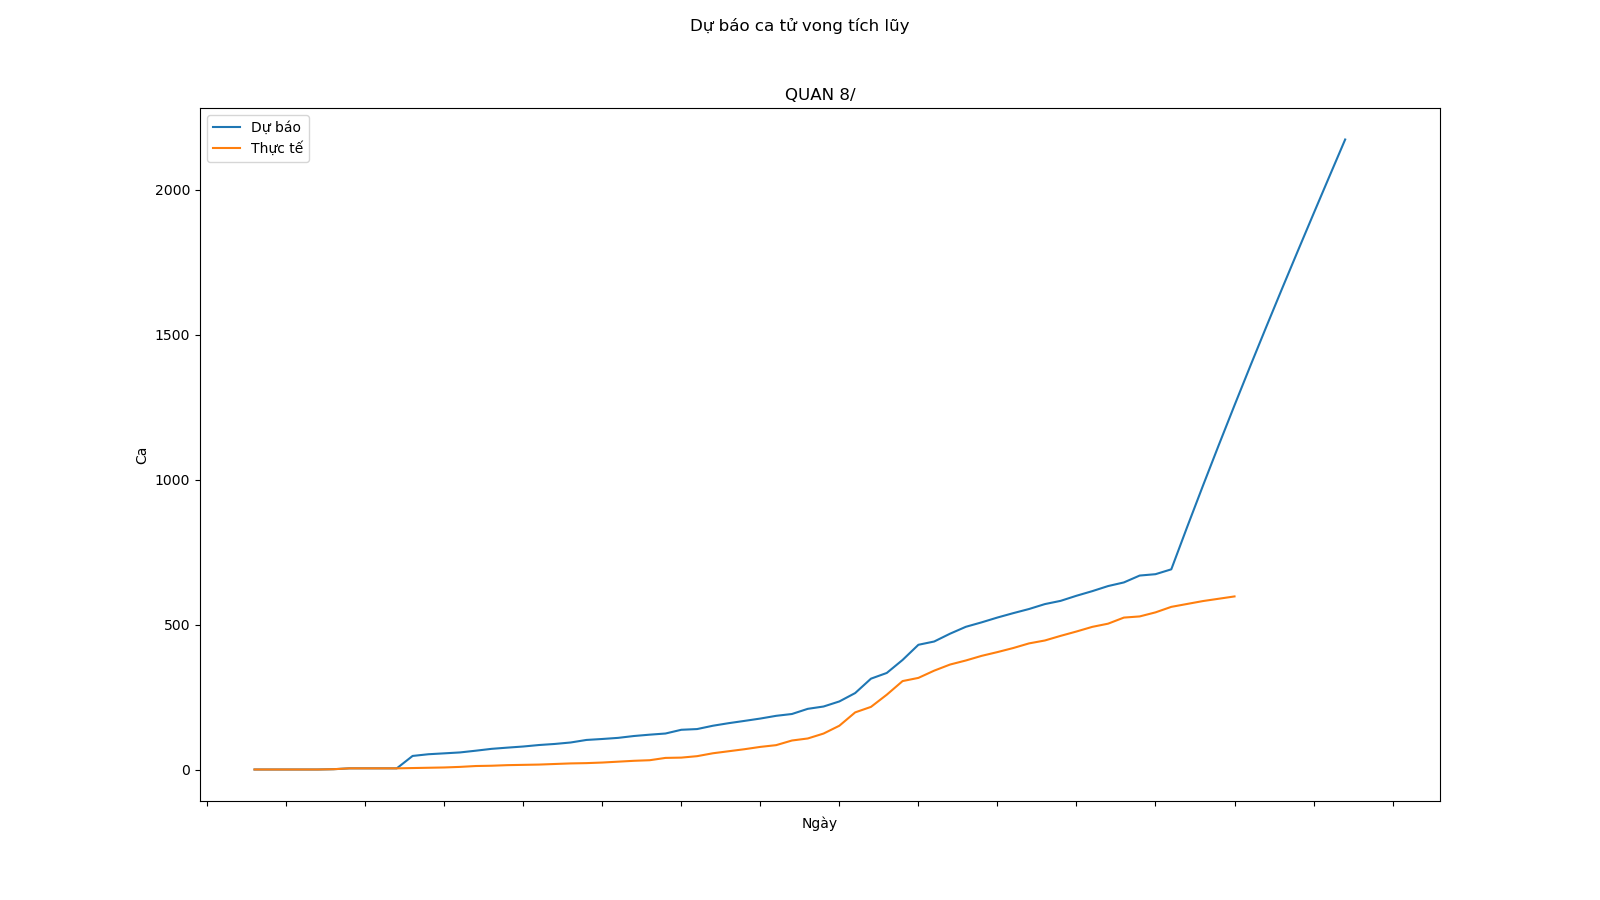 Dự báo ca tử vong tích lũy
QUAN 8/
Dự báo
Thực tế
2000
1500
1000
500
0
Ca
Ngày